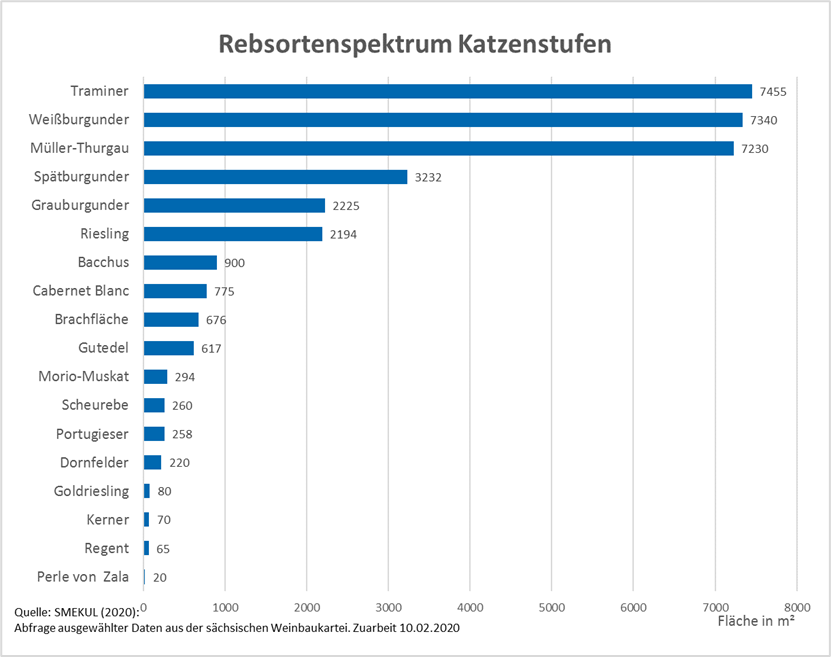 Rebsortenspektrum Katzenstufen
Traminer 7455
Weißburgunder 7340
Müller-Thurgau 7230
Spätburgunder 3232
Grauburgunder 2225
Riesling 2194
Bacchus 900
Cabernet Blanc 775
Brachfläche 676
Gutedel 617
Morio-Muskat 294
Scheurebe 260
Portugieser 258
Dornfelder 220
Goldriesling 80
Kerner 70
Regent 65
Perle von Zala 20
0 1000 2000 3000 4000 5000 6000 7000 8000
Fläche in m²
Quelle: SMEKUL (2020):
Abfrage ausgewählter Daten aus der sächsischen Weinbaukartei. Zuarbeit 10.02.2020